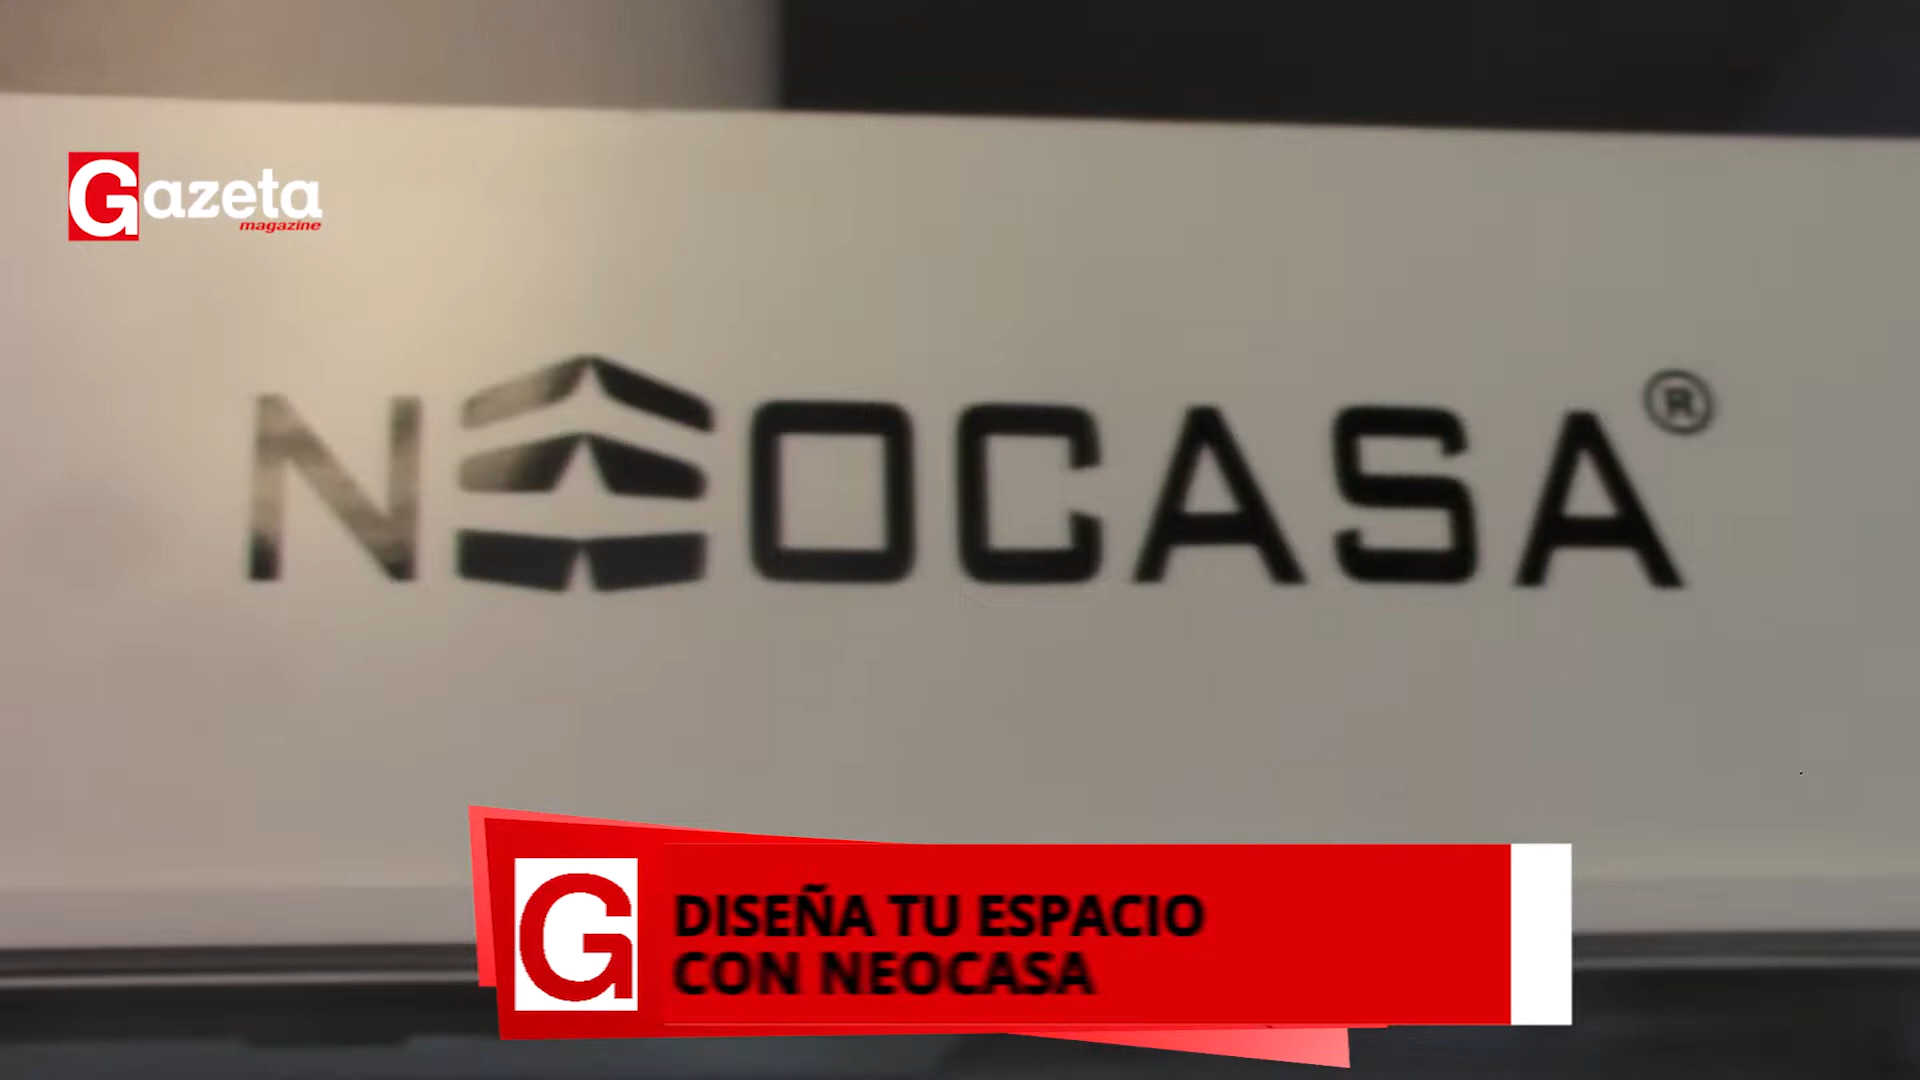 Gazeta
magazine
NEOCASA®
G
DISEÑA TU ESPACIO
CON NEOCASA